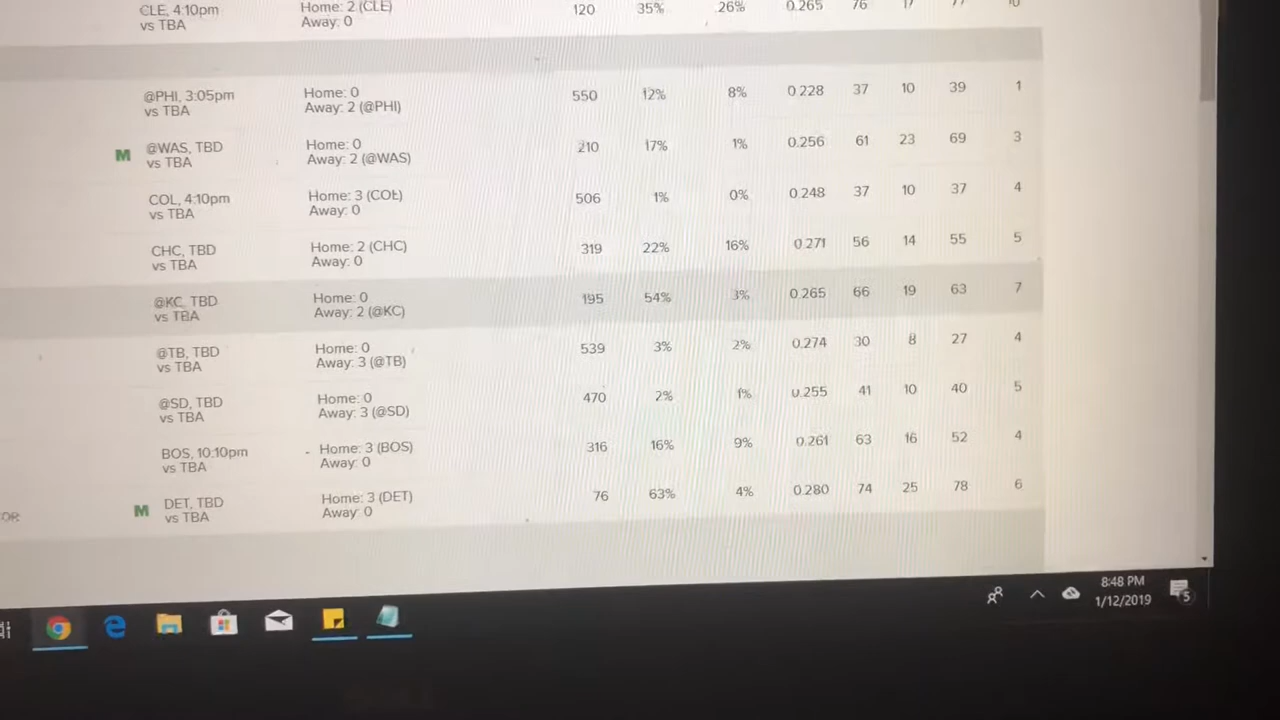 CLE, 4:10pm Home: 2 (CLE) 120 35% 26% 0.265 76 17 77 10
vs TBA Away: 0
@PHI, 3:05pm Home: 0 550 12% 8% 0.228 37 10 39 1
vs TBA Away: 2 (@PHI)
M @WAS, TBD Home: 0 210 17% 1% 0.256 61 23 69 3
vs TBA Away: 2 (@WAS)
COL, 4:10pm Home: 3 (COL) 506 1% 0% 0.248 37 10 37 4
vs TBA Away: 0
CHC, TBD Home: 2 (CHC) 319 22% 16% 0.271 56 14 55 5
vs TBA Away: 0
@KC, TBD Home: 0 195 54% 3% 0.265 66 19 63 7
vs TBA Away: 2 (@KC)
@TB, TBD Home: 0 539 3% 2% 0.274 30 8 27 4
vs TBA Away: 3 (@TB)
@SD, TBD Home: 0 470 2% 1% 0.255 41 10 40 5
vs TBA Away: 3 (@SD)
BOS, 10:10pm Home: 3 (BOS) 316 16% 9% 0.261 63 16 52 4
vs TBA Away: 0
M DET, TBD Home: 3 (DET) 76 63% 4% 0.280 74 25 78 6
vs TBA Away: 0
8:48 PM
1/12/2019
5